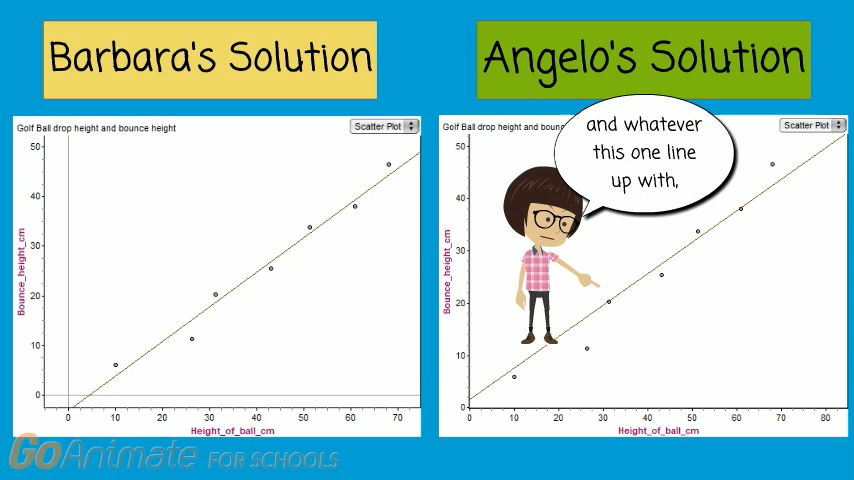 Barbara's Solution
Angelo's Solution
Golf Ball drop height and bounce height
Scatter Plot
50
40
30
20
10
0
Bounce_height_cm
0 10 20 30 40 50 60 70
Height_of_ball_cm
Golf Ball drop height and boun
Scatter Plot
and whatever
this one line
up with,
50
40
30
20
10
0
Bounce_height_cm
0 10 20 30 40 50 60 70 80
Height_of_ball_cm
GoAnimate FOR SCHOOLS